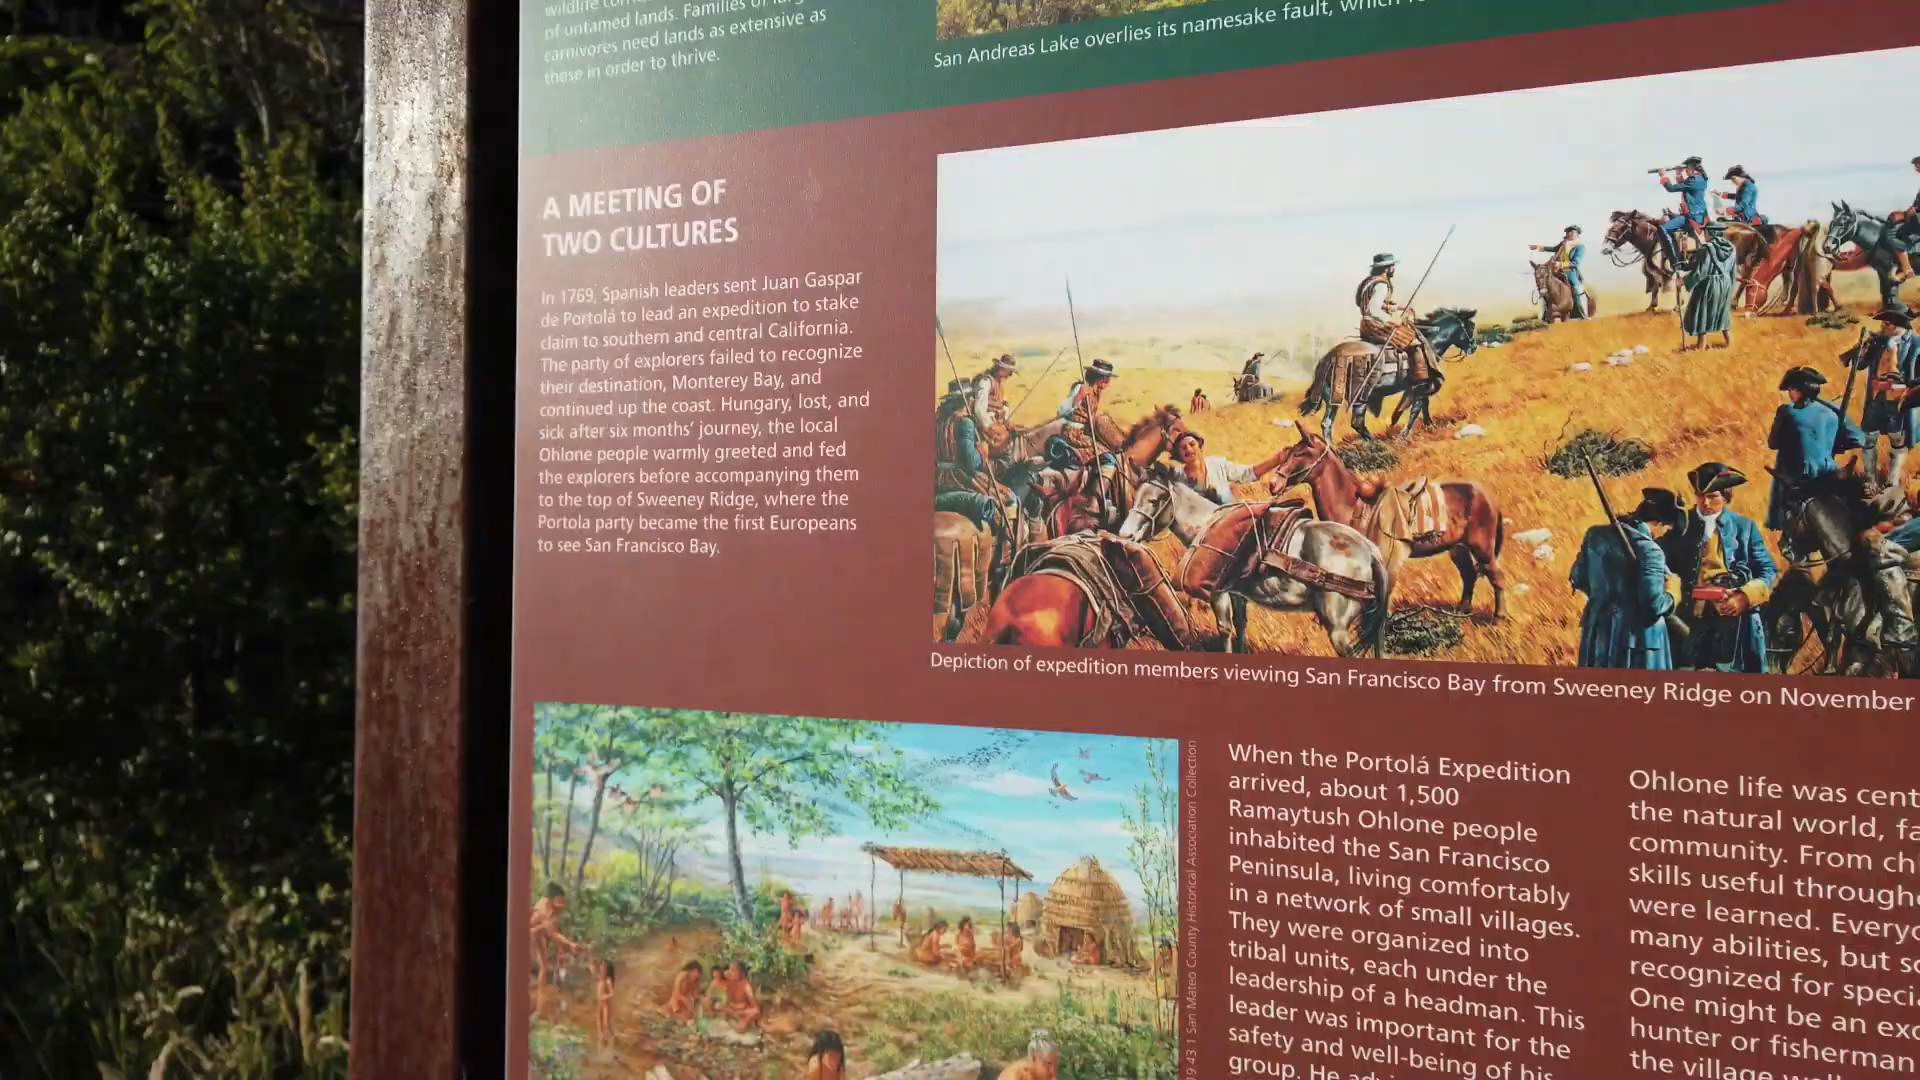 of untamed lands. Families of
carnivores need lands as extensive as
these in order to thrive.
San Andreas Lake overlies its namesake fault, which
A MEETING OF
TWO CULTURES
In 1769, Spanish leaders sent Juan Gaspar
de Portolá to lead an expedition to stake
claim to southern and central California.
The party of explorers failed to recognize
their destination, Monterey Bay, and
continued up the coast. Hungary, lost, and
sick after six months’ journey, the local
Ohlone people warmly greeted and fed
the explorers before accompanying them
to the top of Sweeney Ridge, where the
Portola party became the first Europeans
to see San Francisco Bay.
Depiction of expedition members viewing San Francisco Bay from Sweeney Ridge on November
San Mateo County Historical Association Collection
When the Portolá Expedition
arrived, about 1,500
Ramaytush Ohlone people
inhabited the San Francisco
Peninsula, living comfortably
in a network of small villages.
They were organized into
tribal units, each under the
leadership of a headman. This
leader was important for the
safety and well-being of his
group. He
Ohlone life was
the natural world,
community. From
skills useful
were learned.
many abilities, but
recognized for
One might be an
hunter or fisherman
the village